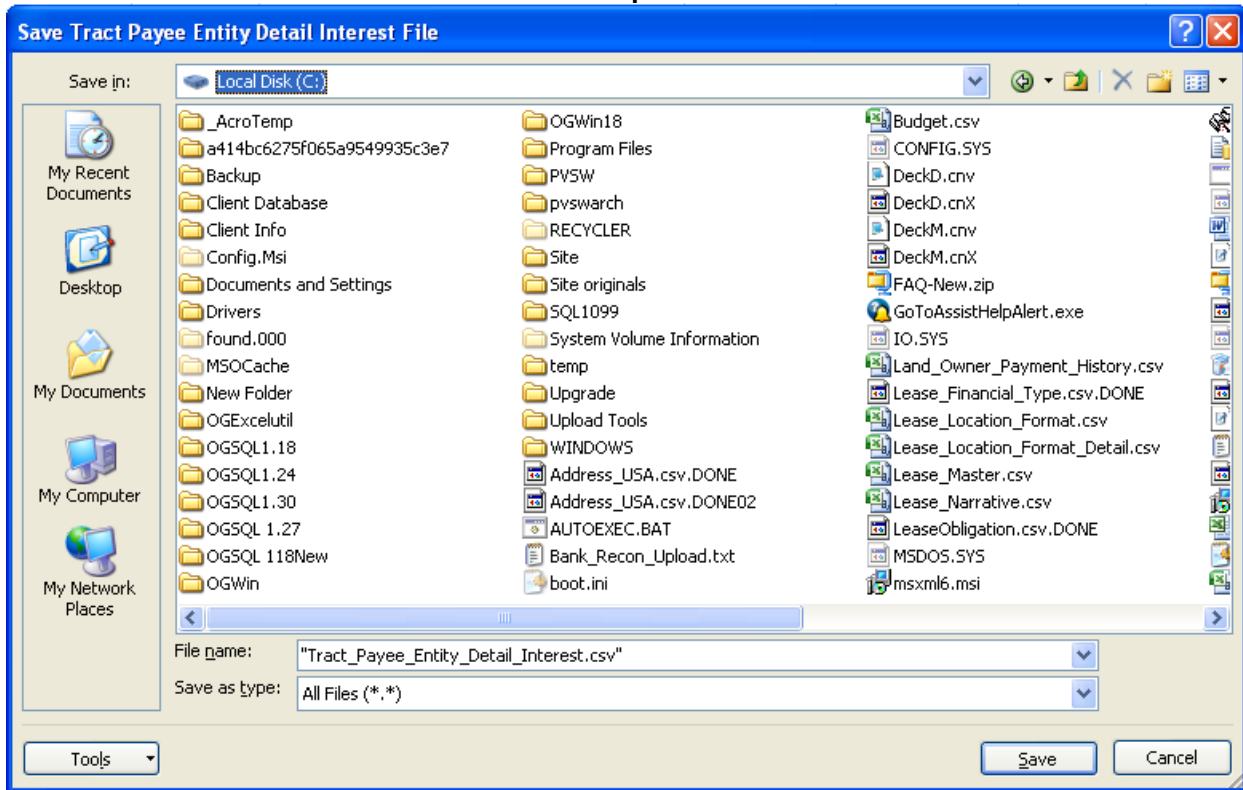 Save Tract Payee Entity Detail Interest File
Save in:
Local Disk (C:)
My Recent
Documents
Desktop
My Documents
My Computer
My Network
Places
_AcroTemp
a414bc6275f065a9549935c3e7
Backup
Client Database
Client Info
Config.Msi
Documents and Settings
Drivers
found.000
MSOCache
New Folder
OGExcelutil
OGSQL1.18
OGSQL1.24
OGSQL1.30
OGSQL 1.27
OGSQL 118New
OGWin
OGWin18
Program Files
PVSW
pvswarch
RECYCLER
Site
Site originals
SQL1099
System Volume Information
temp
Upgrade
Upload Tools
WINDOWS
Address_USA.csv.DONE
Address_USA.csv.DONE02
AUTOEXEC.BAT
Bank_Recon_Upload.txt
boot.ini
Budget.csv
CONFIG.SYS
DeckD.cnv
DeckD.cnX
DeckM.cnv
DeckM.cnX
FAQ-New.zip
GoToAssistHelpAlert.exe
IO.SYS
Land_Owner_Payment_History.csv
Lease_Financial_Type.csv.DONE
Lease_Location_Format.csv
Lease_Location_Format_Detail.csv
Lease_Master.csv
Lease_Narrative.csv
LeaseObligation.csv.DONE
MSDOS.SYS
msxml6.msi
File name:
"Tract_Payee_Entity_Detail_Interest.csv"
Save as type:
All Files (*.*)
Tools
Save
Cancel